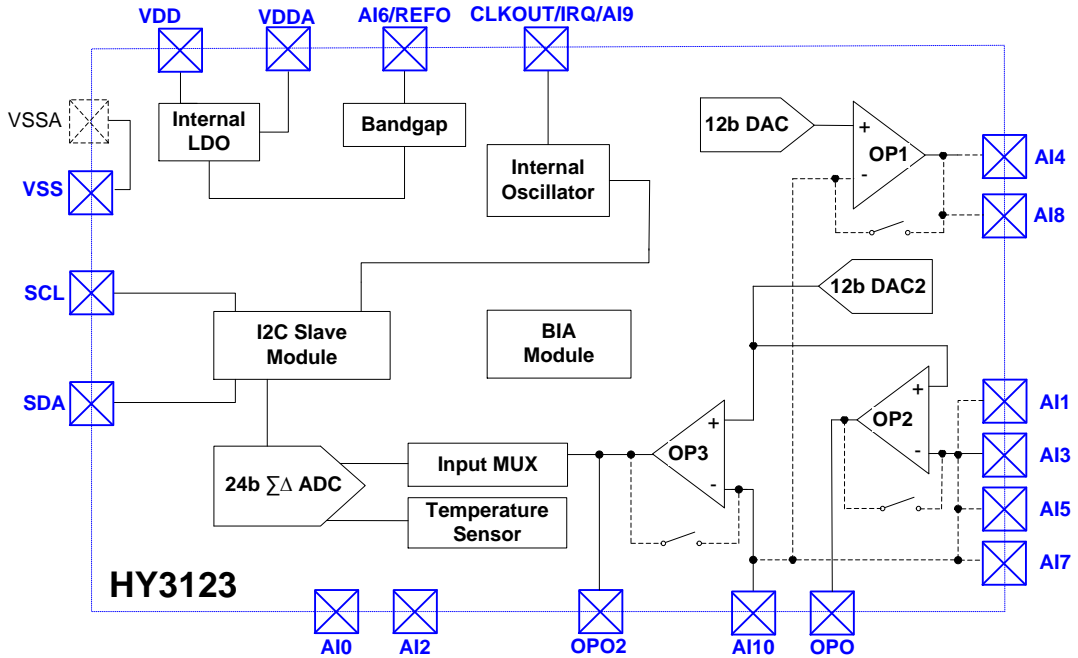 VDD
VDDA
AI6/REFO
CLKOUT/IRQ/AI9
VSSA
VSS
Internal
LDO
Bandgap
Internal
Oscillator
12b DAC
+
OP1
-
AI4
AI8
SCL
I2C Slave
Module
BIA
Module
12b DAC2
SDA
+
OP2
-
AI1
AI3
AI5
AI7
24b ∑Δ ADC
Input MUX
Temperature
Sensor
+
OP3
-
HY3123
AI0
AI2
OPO2
AI10
OPO